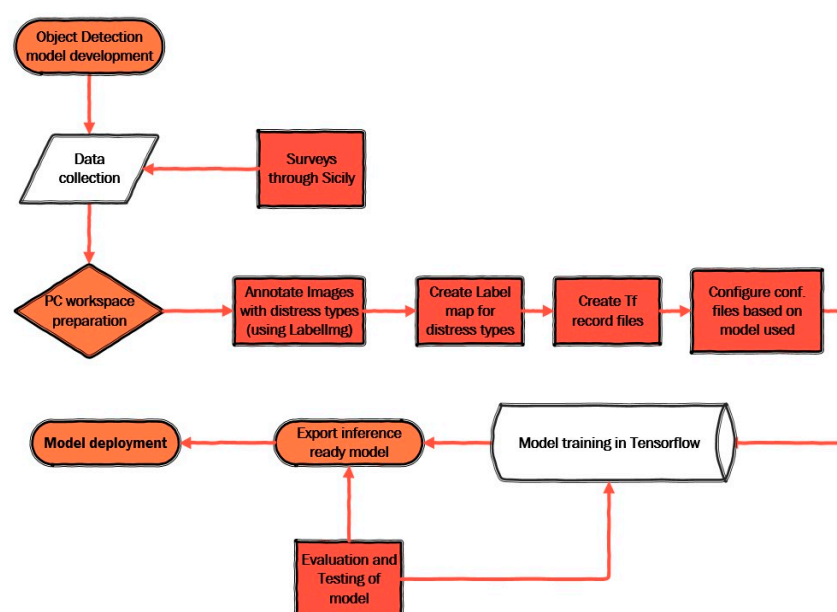 Object Detection
model development
Data
collection
Surveys
through Sicily
PC workspace
preparation
Annotate Images
with distress types
(using LabelImg)
Create Label
map for
distress types
Create Tf
record files
Configure conf.
files based on
model used
Model deployment
Export inference
ready model
Model training in Tensorflow
Evaluation and
Testing of
model